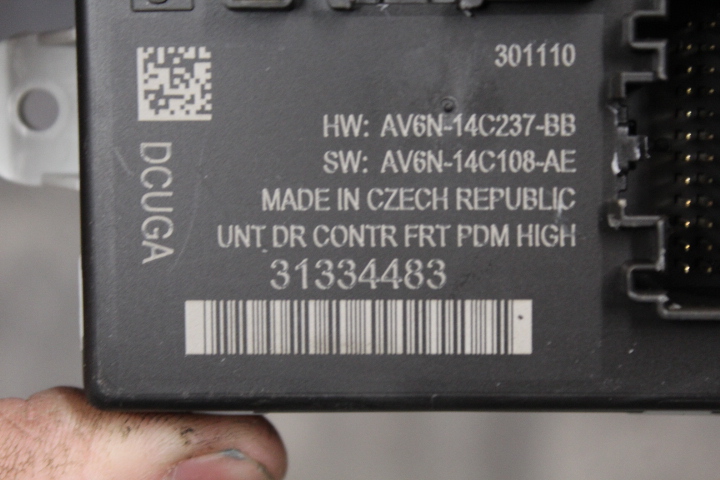 301110
HW: AV6N-14C237-BB
SW: AV6N-14C108-AE
MADE IN CZECH REPUBLIC
UNT DR CONTR FRT PDM HIGH
31334483
DCUGA